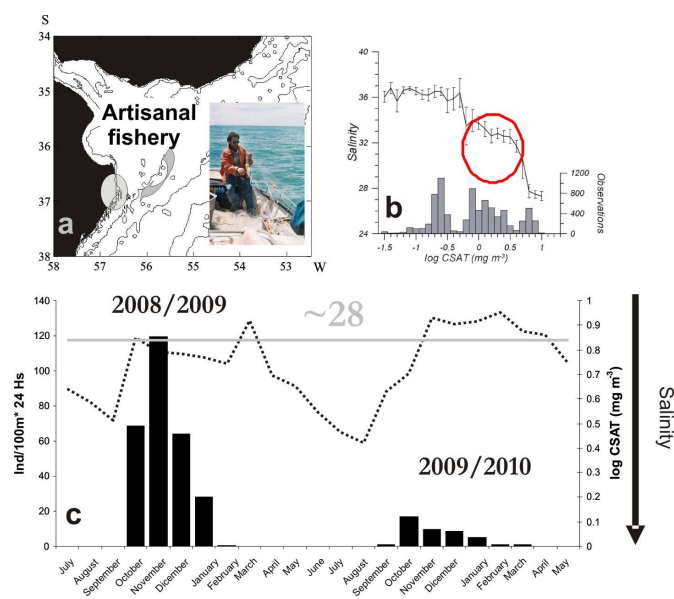 S
34
35
36
37
38
58
57
56
55
54
53
W
Artisanal
fishery
a
40
36
32
28
24
Salinity
1200
800
400
0
Observations
-1.5
-1.0
-0.5
0.0
0.5
1.0
log CSAT (mg m-3)
b
140
120
100
80
60
40
20
0
Ind/100m* 24 Hs
2008/2009
~28
2009/2010
c
1
0.9
0.8
0.7
0.6
0.5
0.4
0.3
0.2
0.1
0
log CSAT (mg m-3)
Salinity
July
August
September
October
November
Dicember
January
February
March
April
May
June
July
August
September
October
November
Dicember
January
February
March
April
May